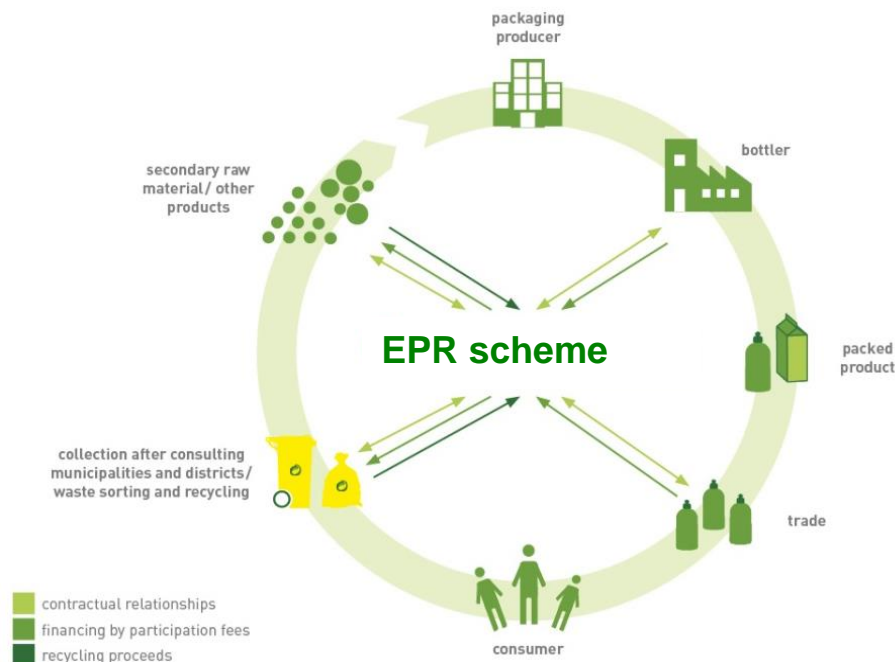 packaging
producer
bottler
secondary raw
material/ other
products
EPR scheme
packed
product
collection after consulting
municipalities and districts/
waste sorting and recycling
trade
consumer
contractual relationships
financing by participation fees
recycling proceeds